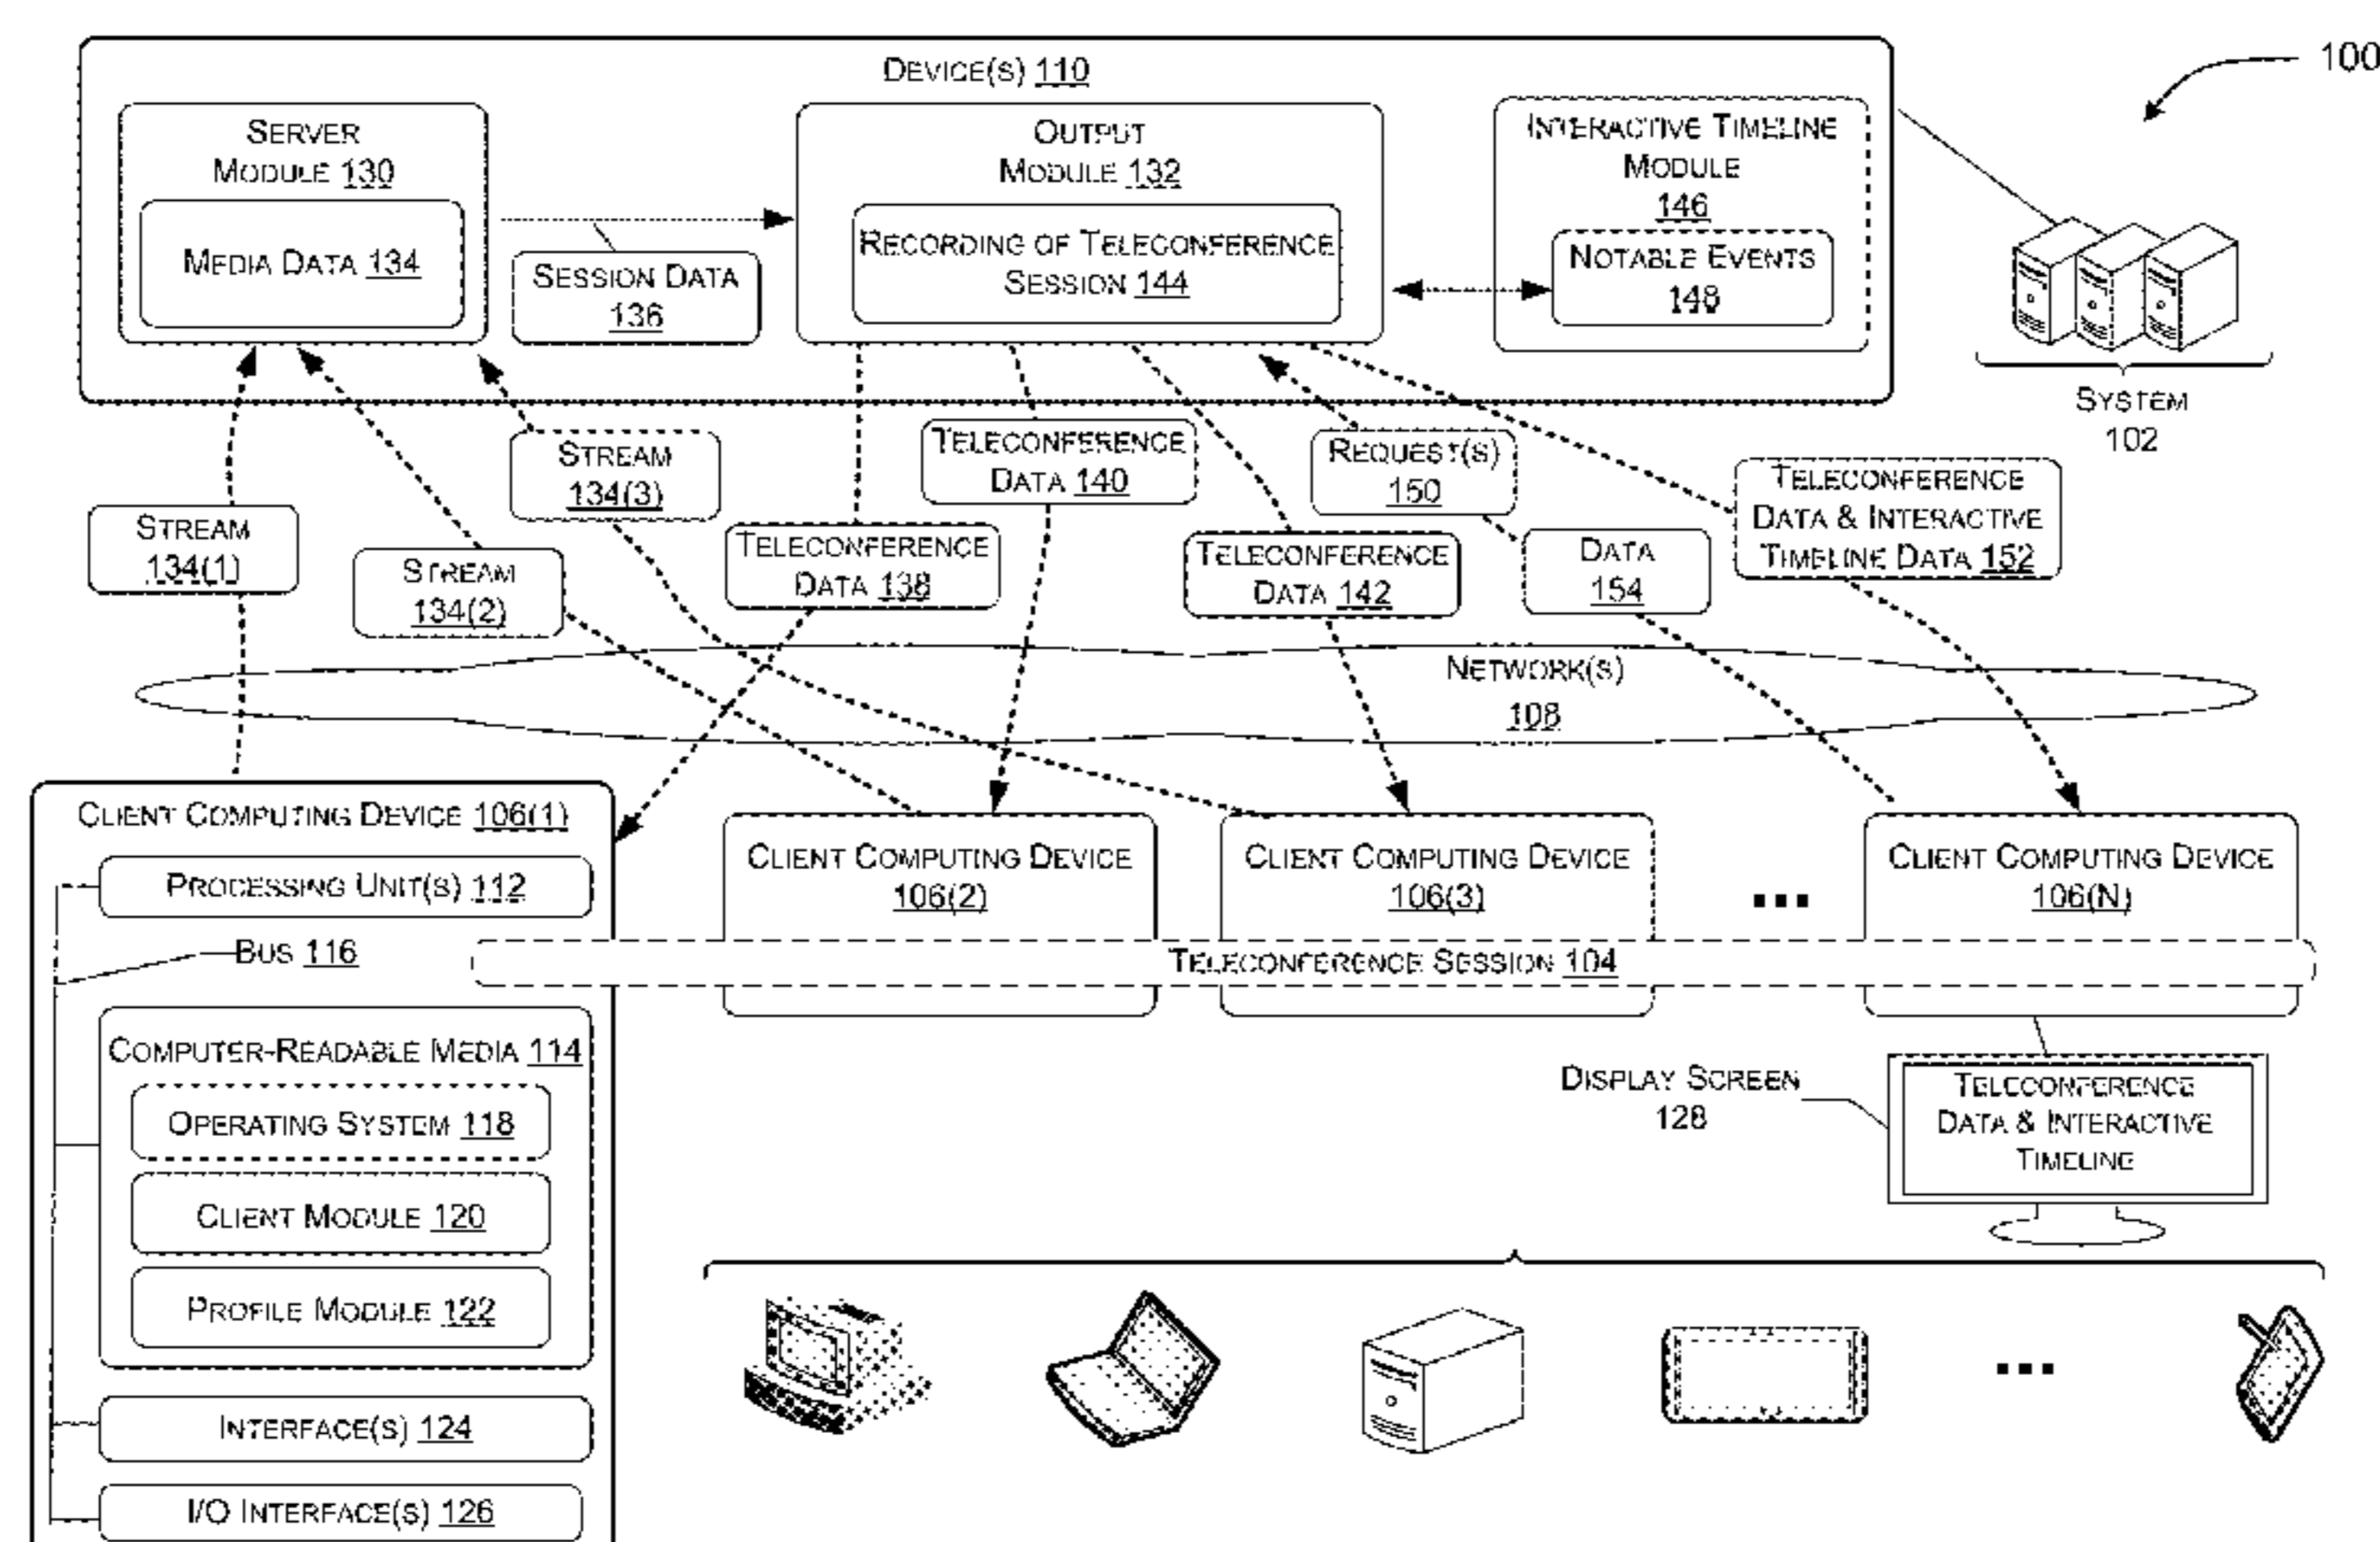 100
DEVICE(S) 110
SERVER
MODULE 130
MEDIA DATA 134
SESSION DATA
136
OUTPUT
MODULE 132
RECORDING OF TELECONFERENCE
SESSION 144
INTERACTIVE TIMELINE
MODULE
146
NOTABLE EVENTS
148
SYSTEM
102
STREAM
134(1)
STREAM
134(2)
STREAM
134(3)
TELECONFERENCE
DATA 138
TELECONFERENCE
DATA 140
TELECONFERENCE
DATA 142
REQUEST(S)
150
DATA
154
TELECONFERENCE
DATA & INTERACTIVE
TIMELINE DATA 152
NETWORK(S)
108
CLIENT COMPUTING DEVICE 106(1)
PROCESSING UNIT(S) 112
BUS 116
COMPUTER-READABLE MEDIA 114
OPERATING SYSTEM 118
CLIENT MODULE 120
PROFILE MODULE 122
INTERFACE(S) 124
I/O INTERFACE(S) 126
CLIENT COMPUTING DEVICE
106(2)
CLIENT COMPUTING DEVICE
106(3)
CLIENT COMPUTING DEVICE
106(N)
TELECONFERENCE SESSION 104
DISPLAY SCREEN
128
TELECONFERENCE
DATA & INTERACTIVE
TIMELINE